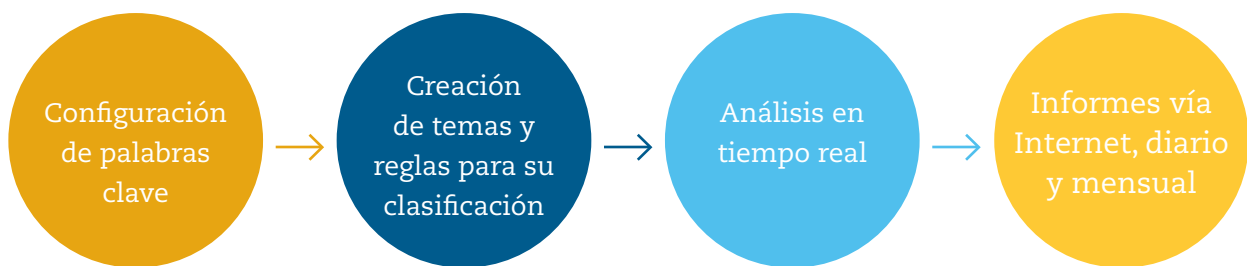 Configuración
de palabras
clave
Creación
de temas y
reglas para su
clasificación
Análisis en
tiempo real
Informes vía
Internet, diario
y mensual